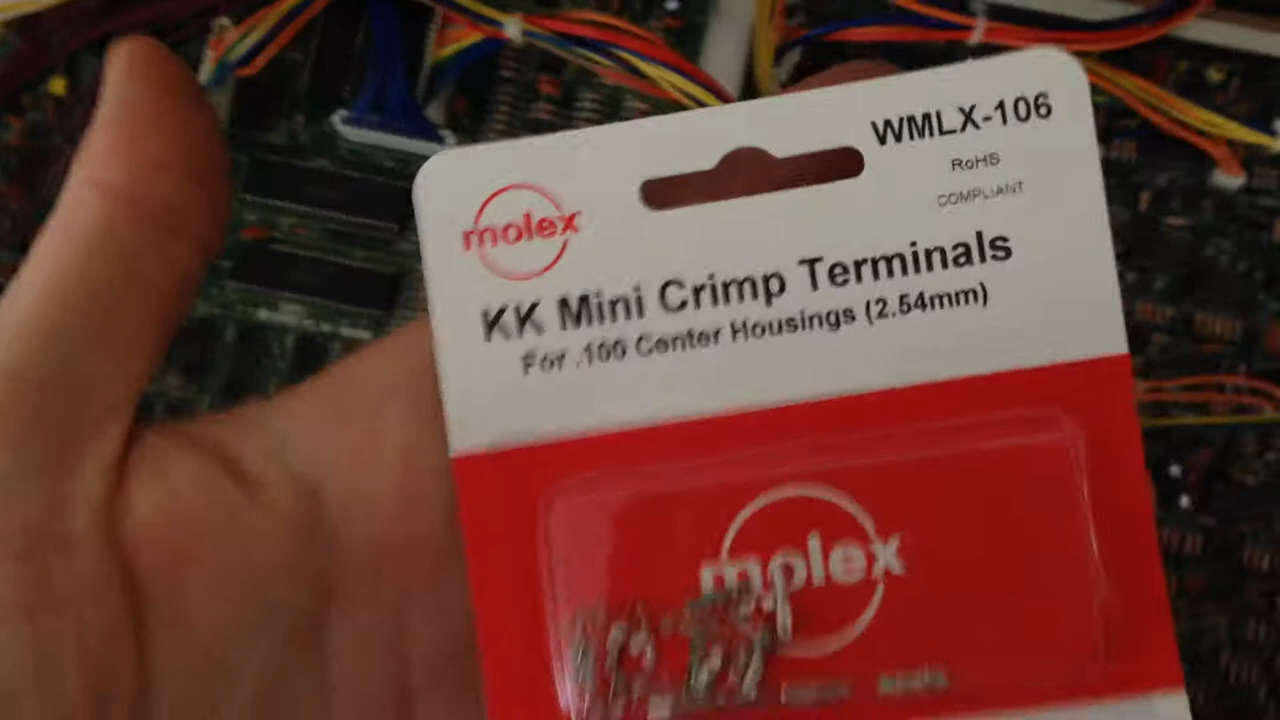 WMLX-106
RoHS
COMPLIANT
molex
KK Mini Crimp Terminals
For .100 Center Housings (2.54mm)
molex